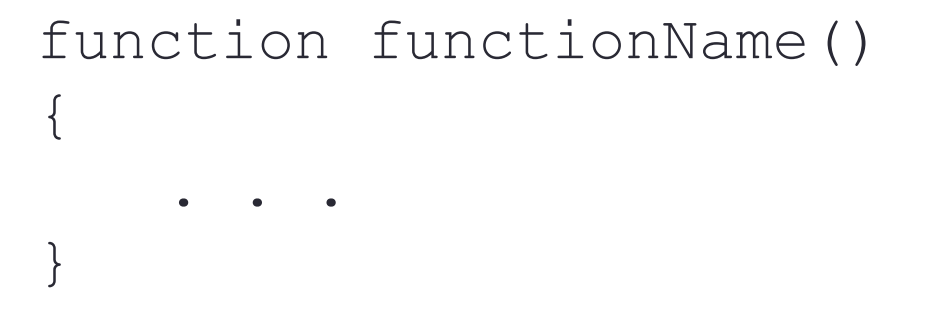 function functionName()
{
. . .
}